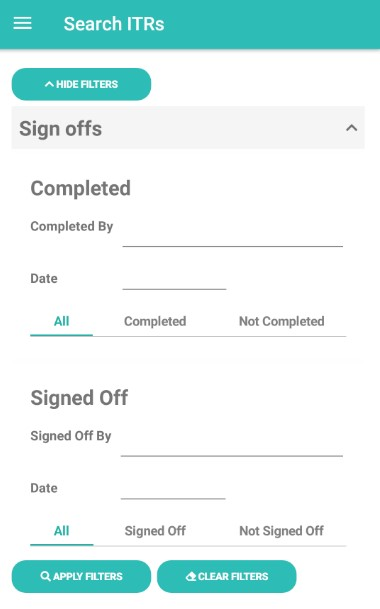 Search ITRs
HIDE FILTERS
Sign offs
Completed
Completed By
Date
All Completed Not Completed
Signed Off
Signed Off By
Date
All Signed Off Not Signed Off
APPLY FILTERS CLEAR FILTERS